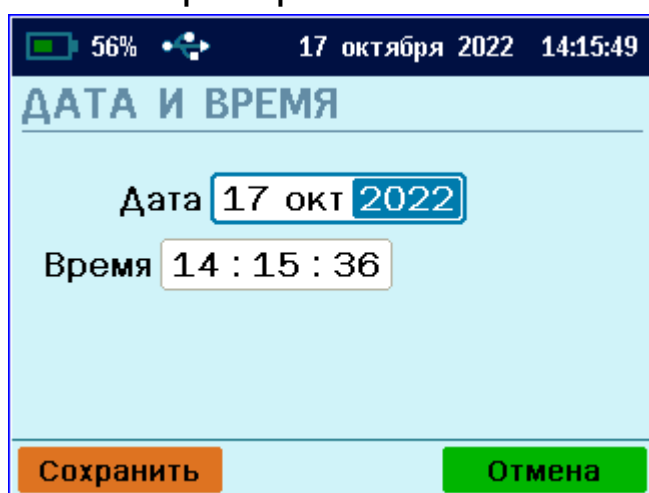 56% 17 октября 2022 14:15:49
ДАТА И ВРЕМЯ
Дата 17 окт 2022
Время 14 : 15 : 36
Сохранить Отмена